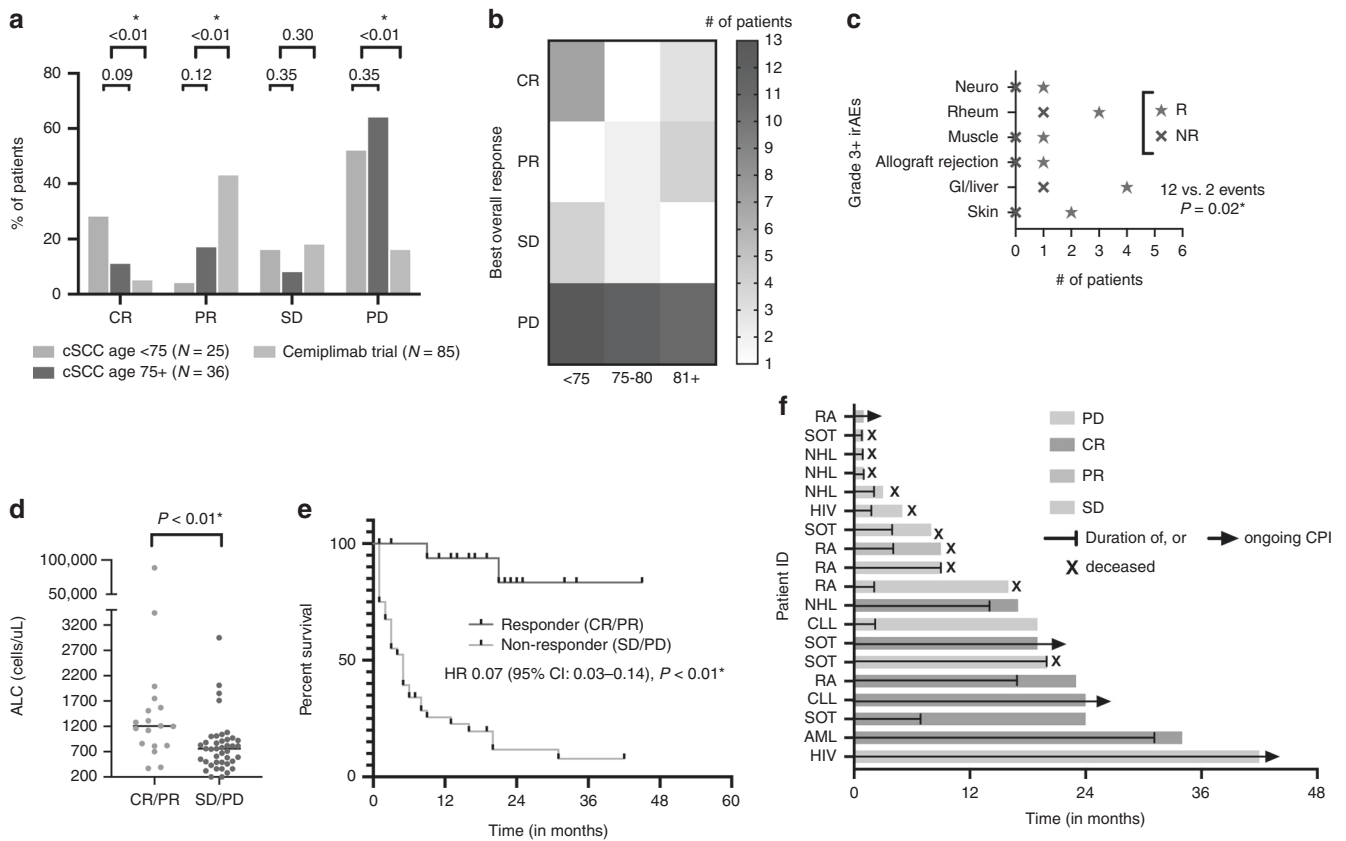 a
* * *
<0.01 <0.01 0.30 <0.01
0.09 0.12 0.35 0.35
80
60
40
20
0
% of patients
CR PR SD PD
cSCC age <75 (N = 25)
Cemiplimab trial (N = 85)
cSCC age 75+ (N = 36)
b
# of patients
Best overall response
CR
PR
SD
PD
<75 75-80 81+
13
12
11
10
9
8
7
6
5
4
3
2
1
c
Grade 3+ irAEs
Neuro
Rheum
Muscle
Allograft rejection
GI/liver
Skin
R
NR
12 vs. 2 events
P = 0.02*
0 1 2 3 4 5 6
# of patients
d
P < 0.01*
ALC (cells/uL)
100,000
50,000
3200
2700
2200
1700
1200
700
200
CR/PR SD/PD
e
Percent survival
100
50
0
Responder (CR/PR)
Non-responder (SD/PD)
HR 0.07 (95% CI: 0.03–0.14), P < 0.01*
0 12 24 36 48 60
Time (in months)
f
Patient ID
RA
SOT X
NHL X
NHL X
NHL X
HIV X
SOT X
RA X
RA X
RA X
NHL
CLL
SOT
SOT X
RA
CLL
SOT
AML
HIV
PD
CR
PR
SD
Duration of, or ongoing CPI
X deceased
0 12 24 36 48
Time (in months)